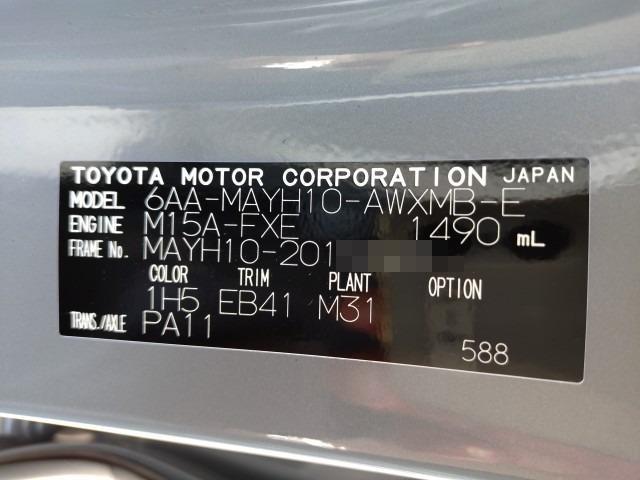 TOYOTA MOTOR CORPORATION JAPAN
MODEL 6AA-MAYH10-AWXMB-E
ENGINE M15A-FXE 1490 mL
FRAME No. MAYH10-201
COLOR TRIM PLANT OPTION
1H5 EB41 M31
TRANS./AXLE PA11
588